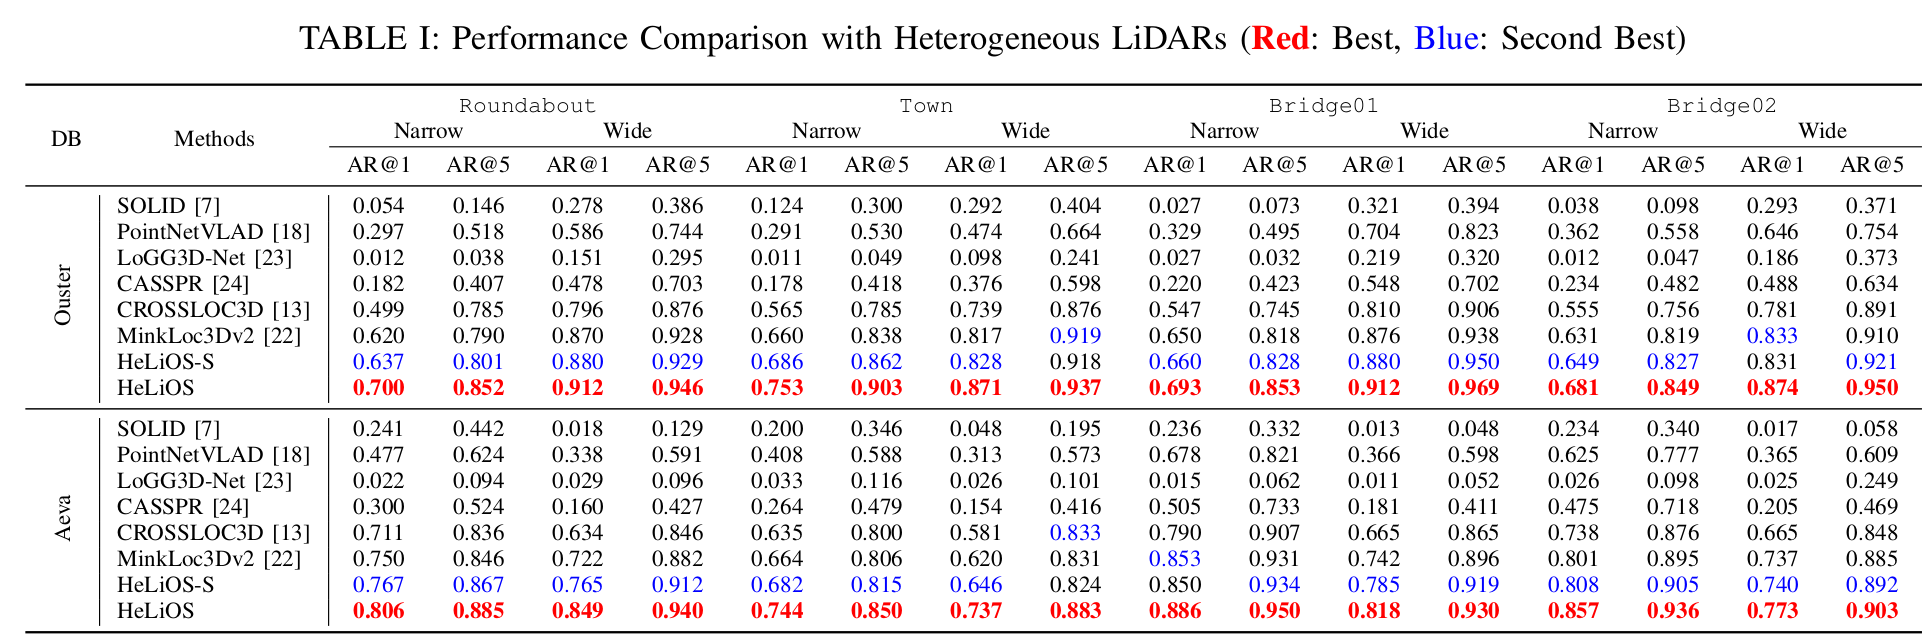 TABLE I: Performance Comparison with Heterogeneous LiDARs (Red: Best, Blue: Second Best)
DB Methods Roundabout Town Bridge01 Bridge02
Narrow Wide Narrow Wide Narrow Wide Narrow Wide
AR@1 AR@5 AR@1 AR@5 AR@1 AR@5 AR@1 AR@5 AR@1 AR@5 AR@1 AR@5 AR@1 AR@5 AR@1 AR@5
Ouster
SOLID [7] 0.054 0.146 0.278 0.386 0.124 0.300 0.292 0.404 0.027 0.073 0.321 0.394 0.038 0.098 0.293 0.371
PointNetVLAD [18] 0.297 0.518 0.586 0.744 0.291 0.530 0.474 0.664 0.329 0.495 0.704 0.823 0.362 0.558 0.646 0.754
LoGG3D-Net [23] 0.012 0.038 0.151 0.295 0.011 0.049 0.098 0.241 0.027 0.032 0.219 0.320 0.012 0.047 0.186 0.373
CASSPR [24] 0.182 0.407 0.478 0.703 0.178 0.418 0.376 0.598 0.220 0.423 0.548 0.702 0.234 0.482 0.488 0.634
CROSSLOC3D [13] 0.499 0.785 0.796 0.876 0.565 0.785 0.739 0.876 0.547 0.745 0.810 0.906 0.555 0.756 0.781 0.891
MinkLoc3Dv2 [22] 0.620 0.790 0.870 0.928 0.660 0.838 0.817 0.919 0.650 0.818 0.876 0.938 0.631 0.819 0.833 0.910
HeLiOS-S 0.637 0.801 0.880 0.929 0.686 0.862 0.828 0.918 0.660 0.828 0.880 0.950 0.649 0.827 0.831 0.921
HeLiOS 0.700 0.852 0.912 0.946 0.753 0.903 0.871 0.937 0.693 0.853 0.912 0.969 0.681 0.849 0.874 0.950
Aeva
SOLID [7] 0.241 0.442 0.018 0.129 0.200 0.346 0.048 0.195 0.236 0.332 0.013 0.048 0.234 0.340 0.017 0.058
PointNetVLAD [18] 0.477 0.624 0.338 0.591 0.408 0.588 0.313 0.573 0.678 0.821 0.366 0.598 0.625 0.777 0.365 0.609
LoGG3D-Net [23] 0.022 0.094 0.029 0.096 0.033 0.116 0.026 0.101 0.015 0.062 0.011 0.052 0.026 0.098 0.025 0.249
CASSPR [24] 0.300 0.524 0.160 0.427 0.264 0.479 0.154 0.416 0.505 0.733 0.181 0.411 0.475 0.718 0.205 0.469
CROSSLOC3D [13] 0.711 0.836 0.634 0.846 0.635 0.800 0.581 0.833 0.790 0.907 0.665 0.865 0.738 0.876 0.665 0.848
MinkLoc3Dv2 [22] 0.750 0.846 0.722 0.882 0.664 0.806 0.620 0.831 0.853 0.931 0.742 0.896 0.801 0.895 0.737 0.885
HeLiOS-S 0.767 0.867 0.765 0.912 0.682 0.815 0.646 0.824 0.850 0.934 0.785 0.919 0.808 0.905 0.740 0.892
HeLiOS 0.806 0.885 0.849 0.940 0.744 0.850 0.737 0.883 0.886 0.950 0.818 0.930 0.857 0.936 0.773 0.903